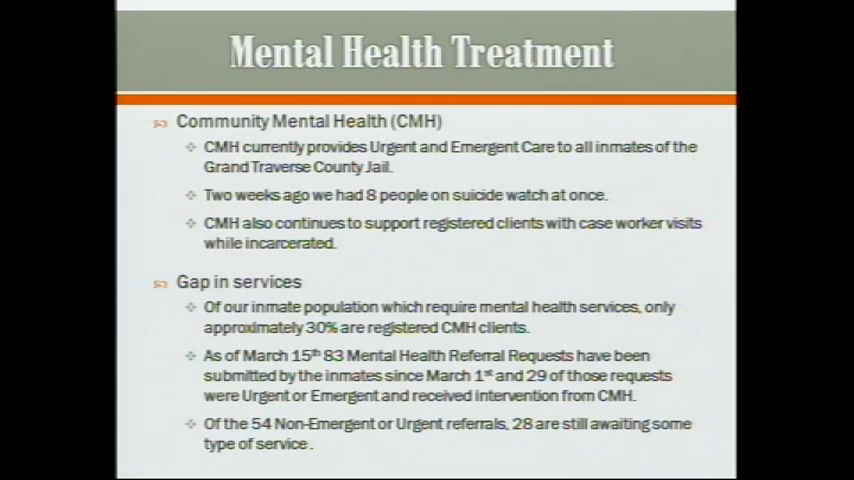 Mental Health Treatment
Community Mental Health (CMH)
CMH currently provides Urgent and Emergent Care to all inmates of the
Grand Traverse County Jail.
Two weeks ago we had 8 people on suicide watch at once.
CMH also continues to support registered clients with case worker visits
while incarcerated.
Gap in services
Of our inmate population which require mental health services, only
approximately 30% are registered CMH clients.
As of March 15th 83 Mental Health Referral Requests have been
submitted by the inmates since March 1st and 29 of those requests
were Urgent or Emergent and received intervention from CMH.
Of the 54 Non-Emergent or Urgent referrals, 28 are still awaiting some
type of service.